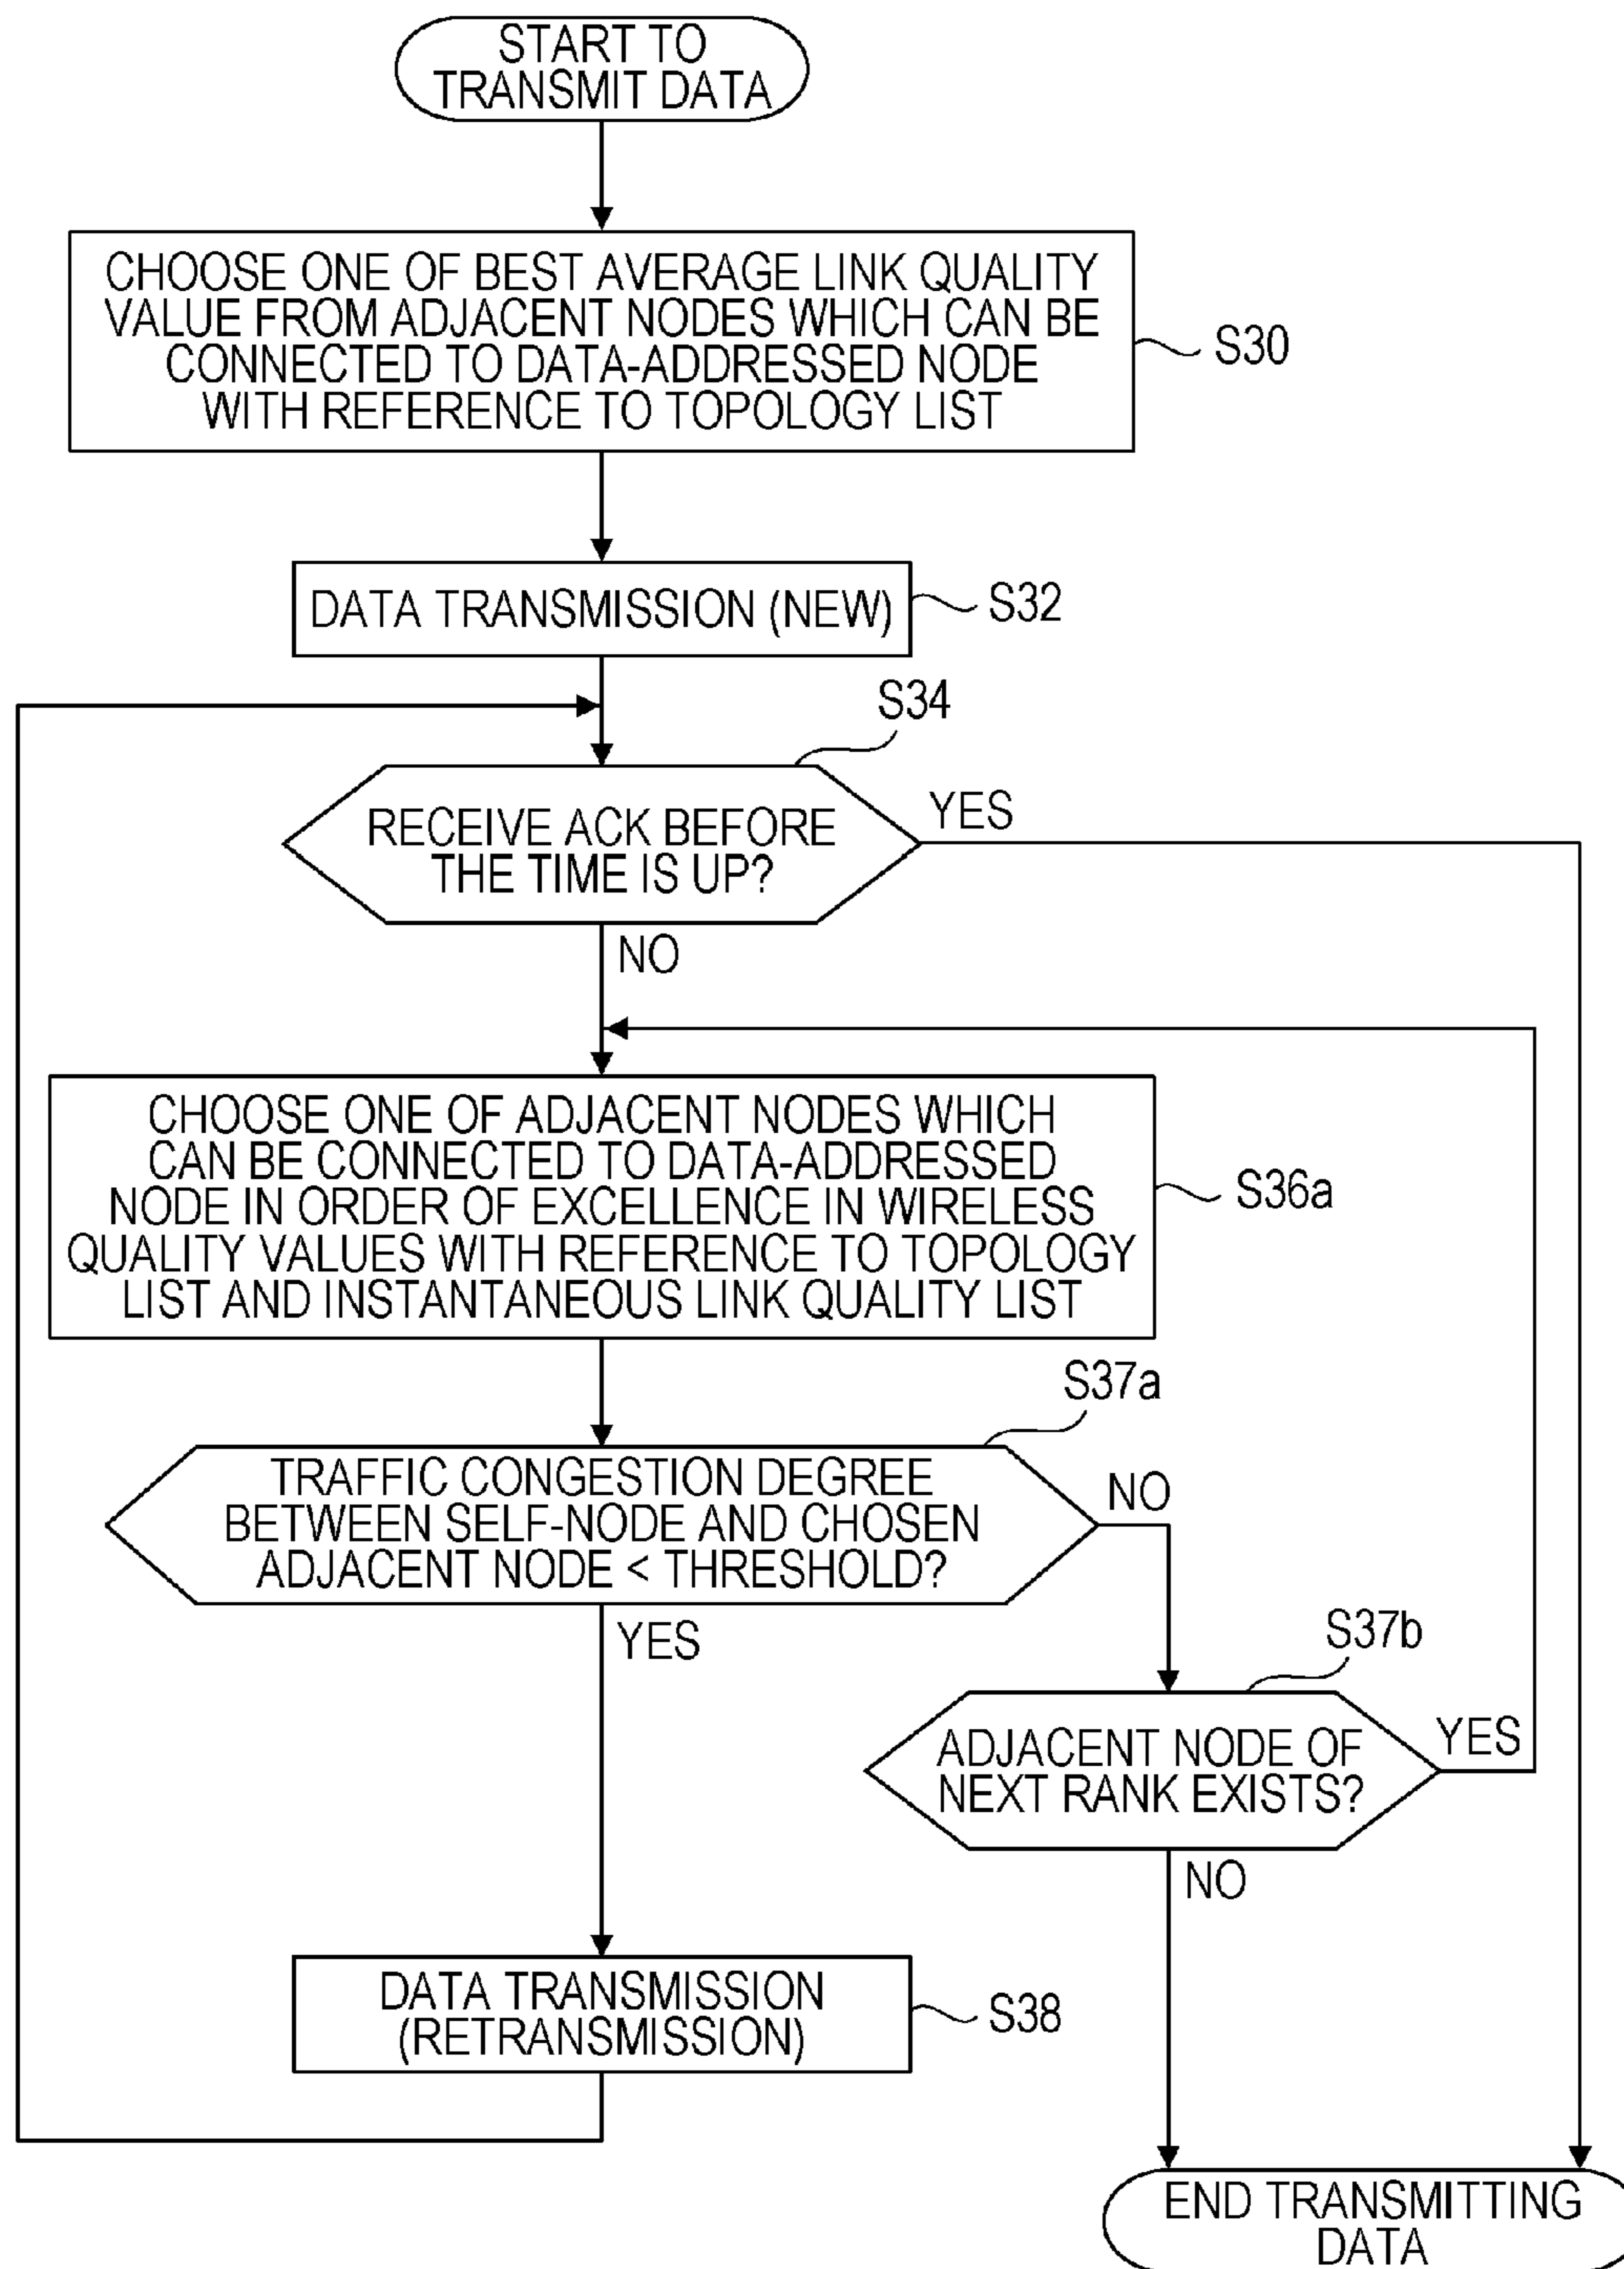 START TO
TRANSMIT DATA
CHOOSE ONE OF BEST AVERAGE LINK QUALITY
VALUE FROM ADJACENT NODES WHICH CAN BE
CONNECTED TO DATA-ADDRESSED NODE
WITH REFERENCE TO TOPOLOGY LIST
S30
DATA TRANSMISSION (NEW)
S32
S34
RECEIVE ACK BEFORE
THE TIME IS UP?
YES
NO
CHOOSE ONE OF ADJACENT NODES WHICH
CAN BE CONNECTED TO DATA-ADDRESSED
NODE IN ORDER OF EXCELLENCE IN WIRELESS
QUALITY VALUES WITH REFERENCE TO TOPOLOGY
LIST AND INSTANTANEOUS LINK QUALITY LIST
S36a
S37a
TRAFFIC CONGESTION DEGREE
BETWEEN SELF-NODE AND CHOSEN
ADJACENT NODE < THRESHOLD?
NO
YES
S37b
ADJACENT NODE OF
NEXT RANK EXISTS?
YES
NO
DATA TRANSMISSION
(RETRANSMISSION)
S38
END TRANSMITTING
DATA